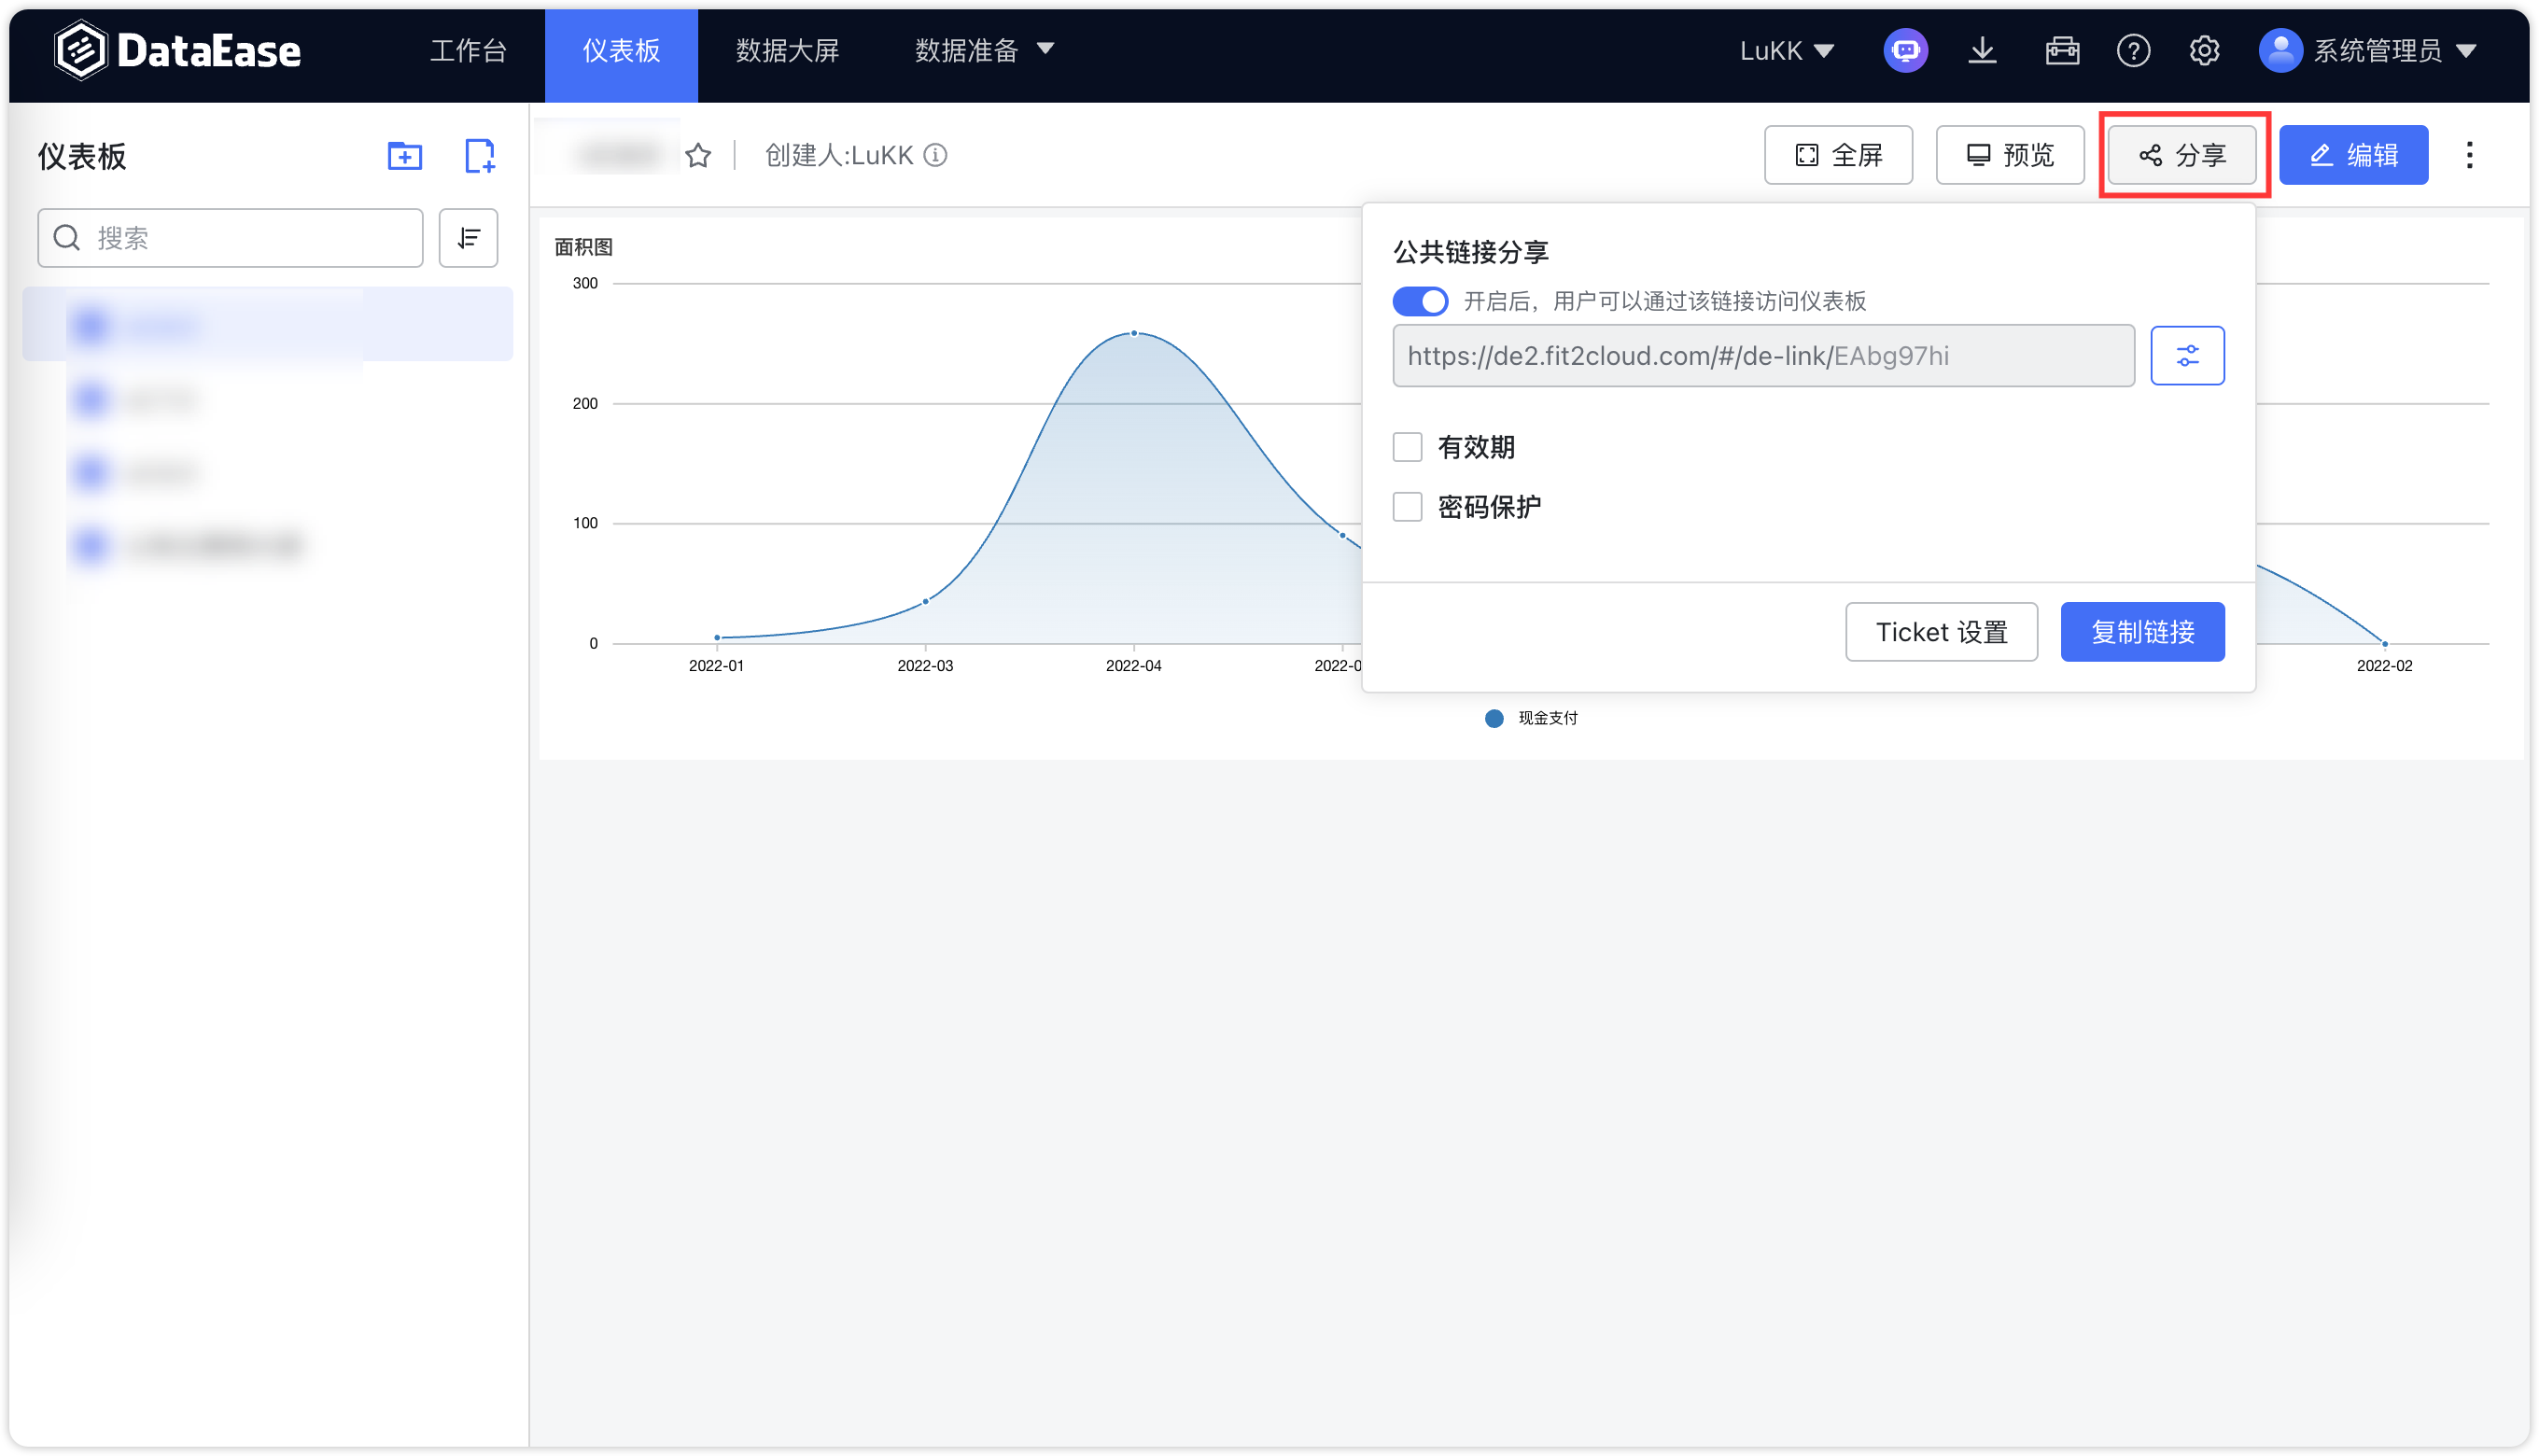 DataEase 工作台 仪表板 数据大屏 数据准备 LuKK 系统管理员
仪表板
搜索
创建人:LuKK 全屏 预览 分享 编辑
面积图
300
200
100
0
2022-01 2022-03 2022-04 2022-0 2022-02
现金支付
公共链接分享
开启后，用户可以通过该链接访问仪表板
https://de2.fit2cloud.com/#/de-link/EAbg97hi
有效期
密码保护
Ticket 设置 复制链接